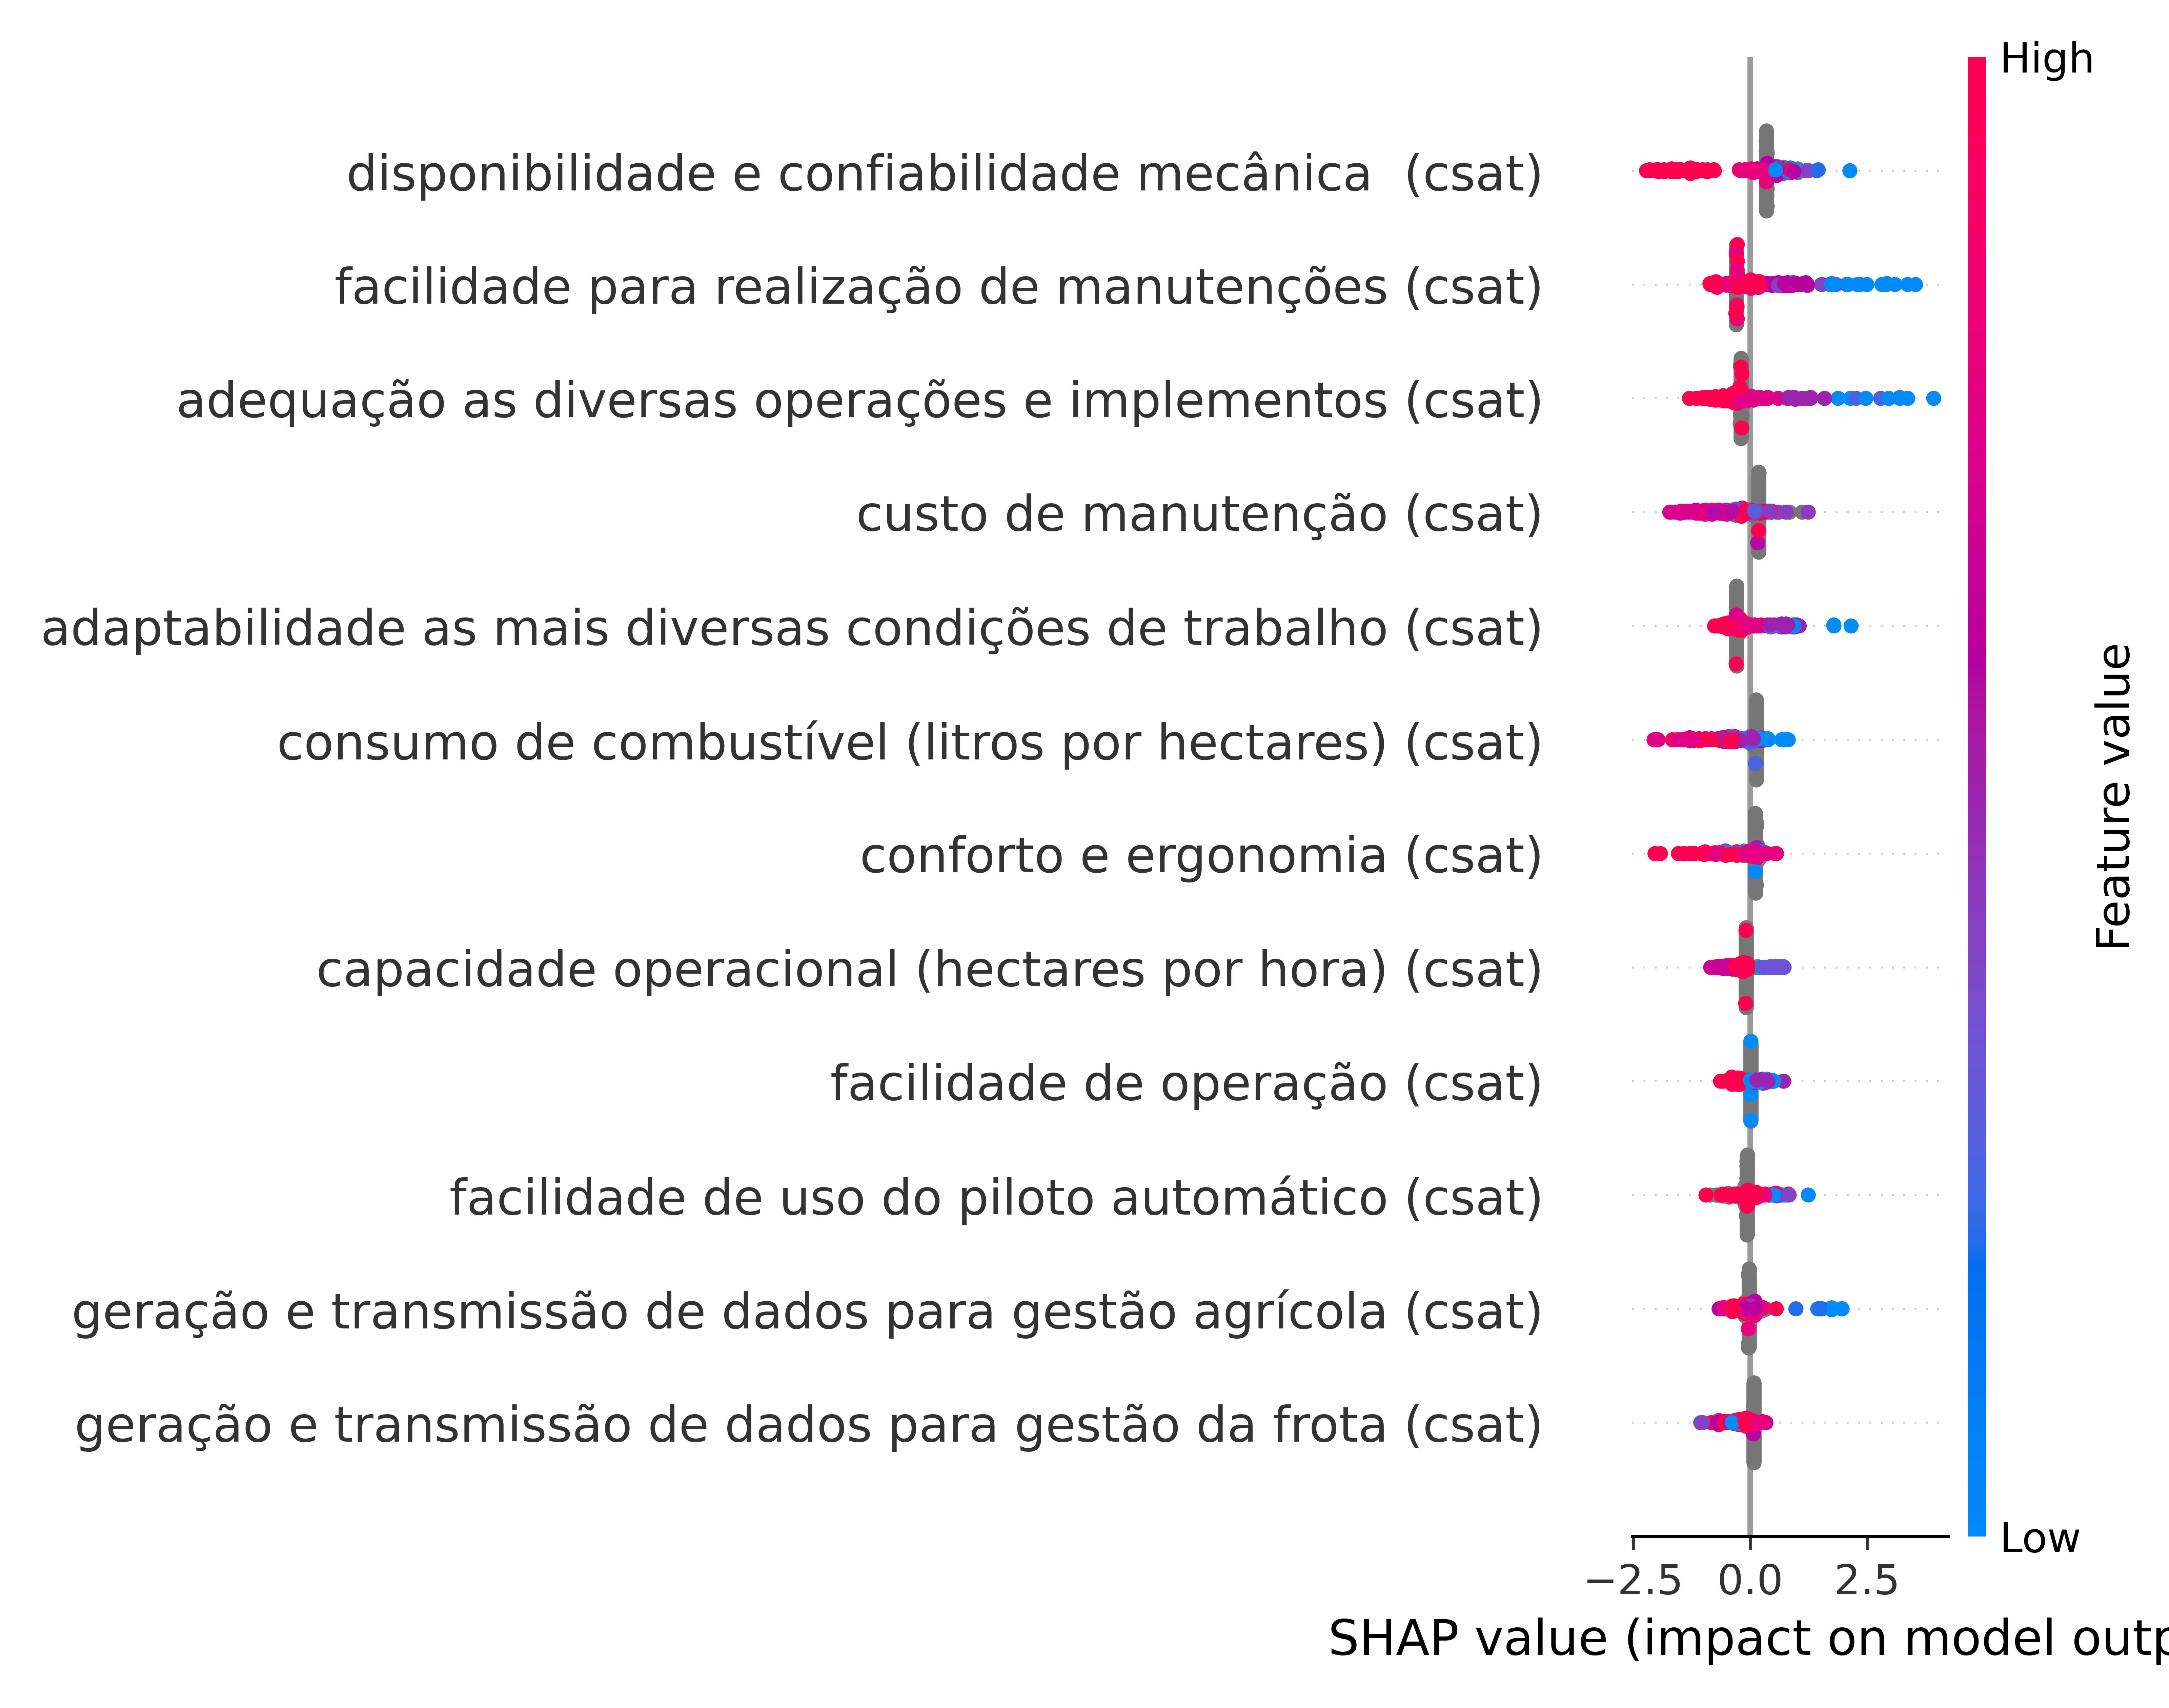 High
disponibilidade e confiabilidade mecânica  (csat)
facilidade para realização de manutenções (csat)
adequação as diversas operações e implementos (csat)
custo de manutenção (csat)
adaptabilidade as mais diversas condições de trabalho (csat)
consumo de combustível (litros por hectares) (csat)
conforto e ergonomia (csat)
capacidade operacional (hectares por hora) (csat)
facilidade de operação (csat)
facilidade de uso do piloto automático (csat)
geração e transmissão de dados para gestão agrícola (csat)
geração e transmissão de dados para gestão da frota (csat)
Feature value
Low
−2.5 0.0 2.5
SHAP value (impact on model outp